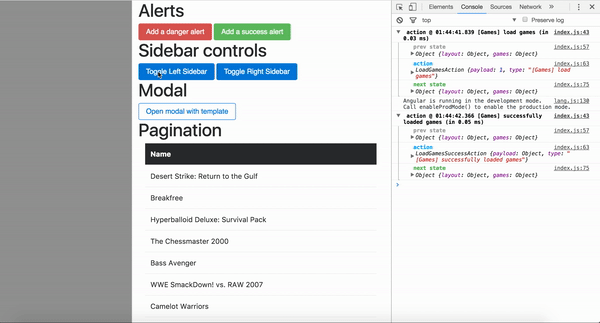 Alerts
Add a danger alert
Add a success alert
Sidebar controls
Toggle Left Sidebar
Toggle Right Sidebar
Modal
Open modal with template
Pagination
Name
Desert Strike: Return to the Gulf
Breakfree
Hyperballoid Deluxe: Survival Pack
The Chessmaster 2000
Bass Avenger
WWE SmackDown! vs. RAW 2007
Camelot Warriors
Elements Console Sources Network »
top Preserve log
action @ 01:44:41.839 [Games] load games (in index.js:43
0.03 ms)
prev state index.js:57
Object {layout: Object, games: Object}
action index.js:63
LoadGamesAction {payload: 1, type: "[Games] load
games"}
next state index.js:75
Object {layout: Object, games: Object}
Angular is running in the development mode. lang.js:130
Call enableProdMode() to enable the production mode.
action @ 01:44:42.366 [Games] successfully index.js:43
loaded games (in 0.05 ms)
prev state index.js:57
Object {layout: Object, games: Object}
action index.js:63
LoadGamesSuccessAction {payload: Object, type: "
[Games] successfully loaded games"}
next state index.js:75
Object {layout: Object, games: Object}